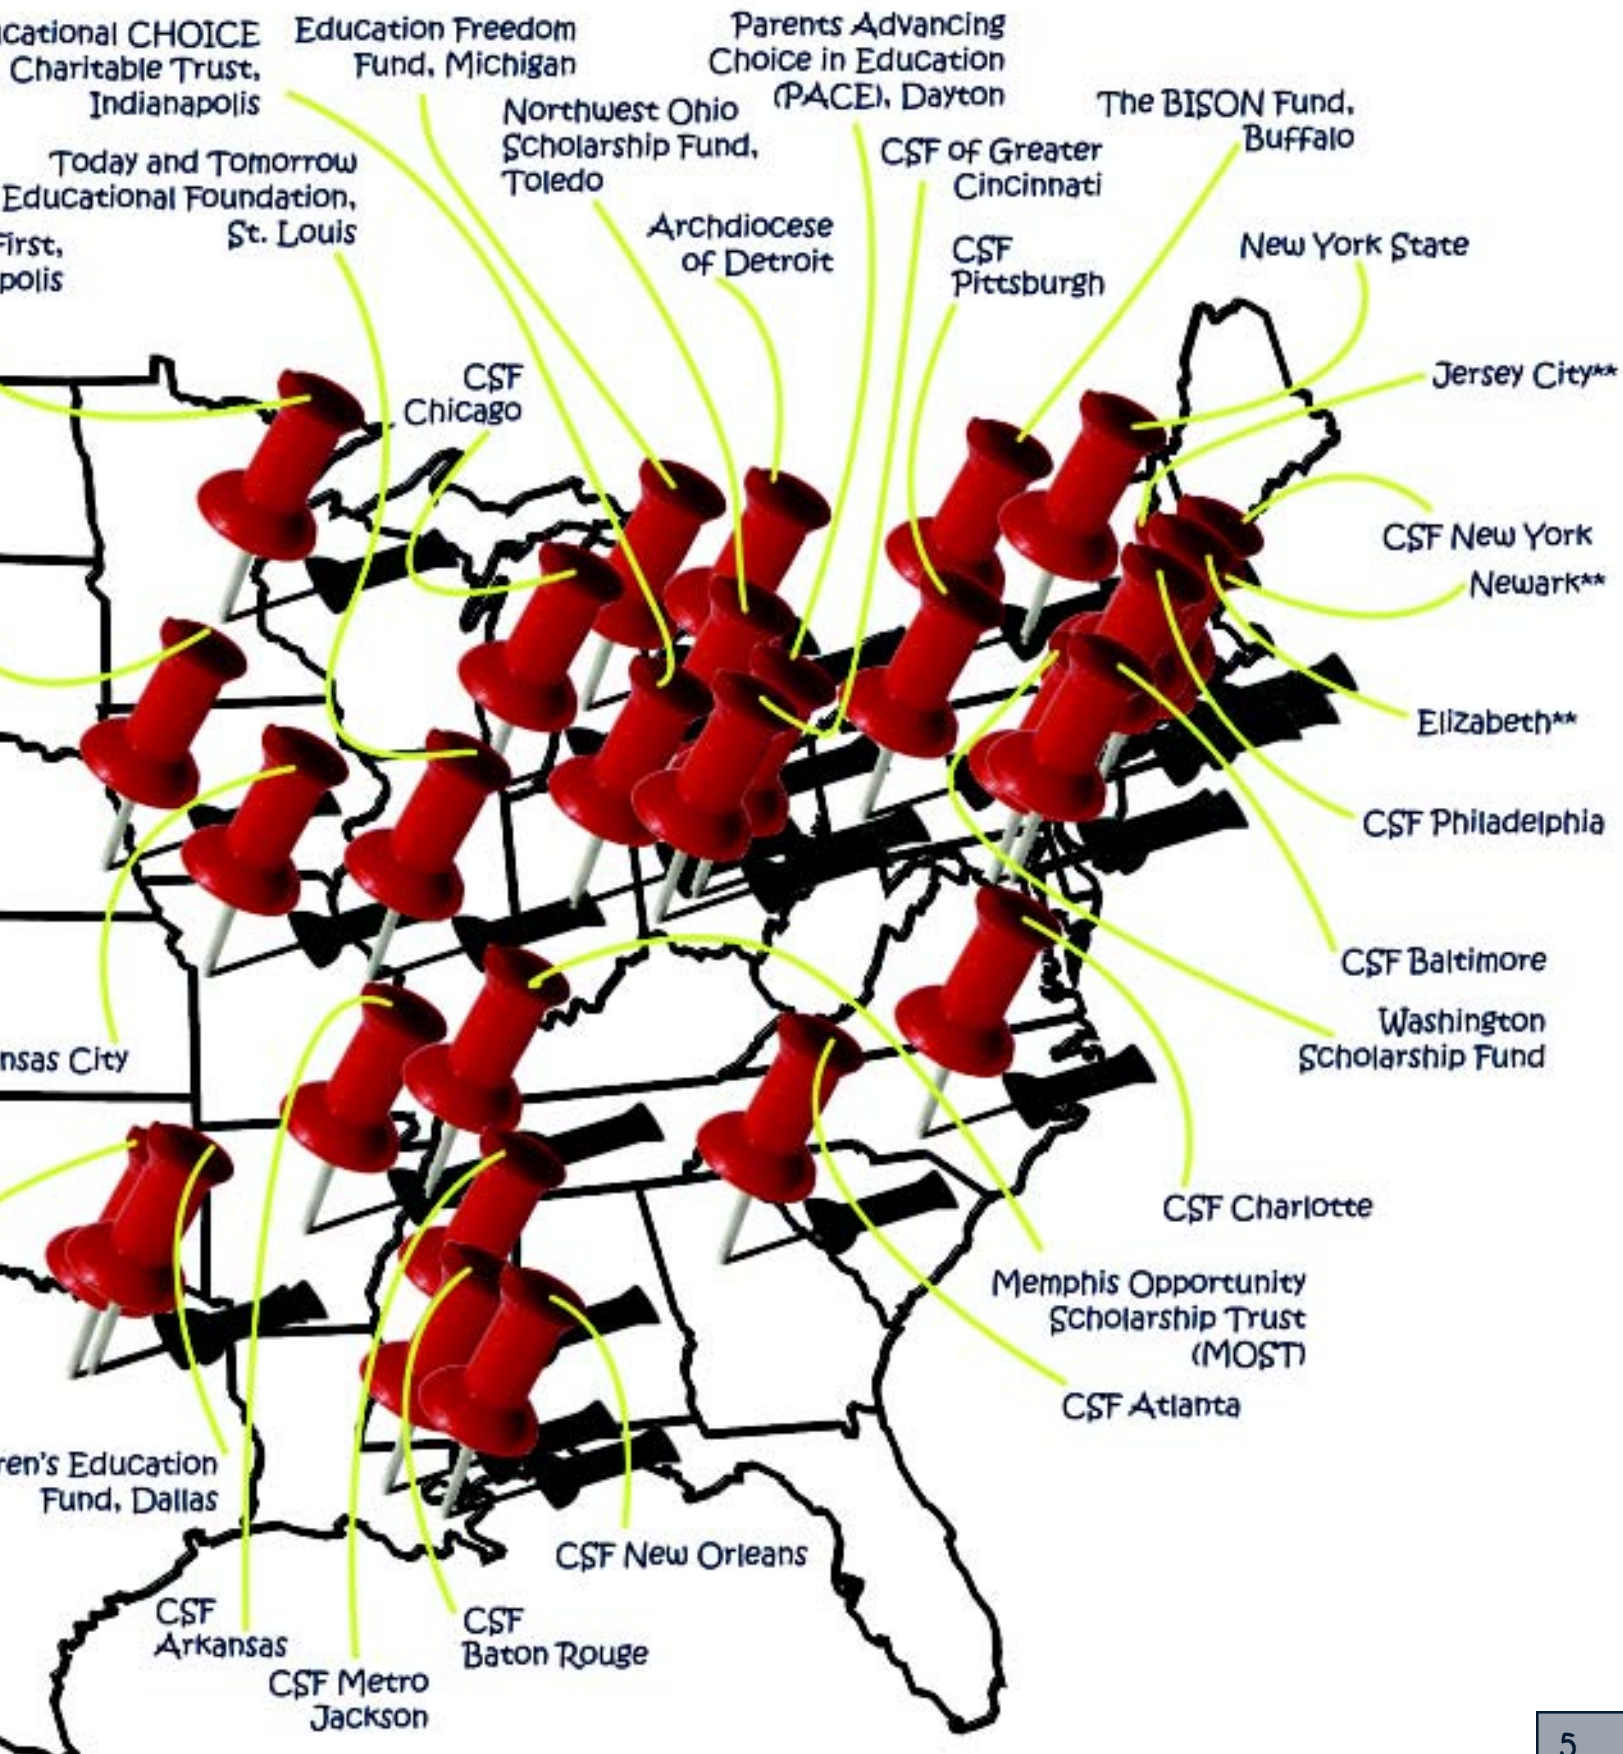 cational CHOICE
Charitable Trust,
Indianapolis
Education Freedom
Fund, Michigan
Parents Advancing
Choice in Education
(PACE), Dayton
Northwest Ohio
Scholarship Fund,
Toledo
The BISON Fund,
Buffalo
Today and Tomorrow
Educational Foundation,
St. Louis
CSF of Greater
Cincinnati
First,
polis
Archdiocese
of Detroit
CSF
Pittsburgh
New York State
CSF
Chicago
Jersey City**
CSF New York
Newark**
Elizabeth**
CSF Philadelphia
CSF Baltimore
Washington
Scholarship Fund
nsas City
CSF Charlotte
Memphis Opportunity
Scholarship Trust
(MOST)
CSF Atlanta
ren's Education
Fund, Dallas
CSF New Orleans
CSF
Arkansas
CSF
Baton Rouge
CSF Metro
Jackson
5